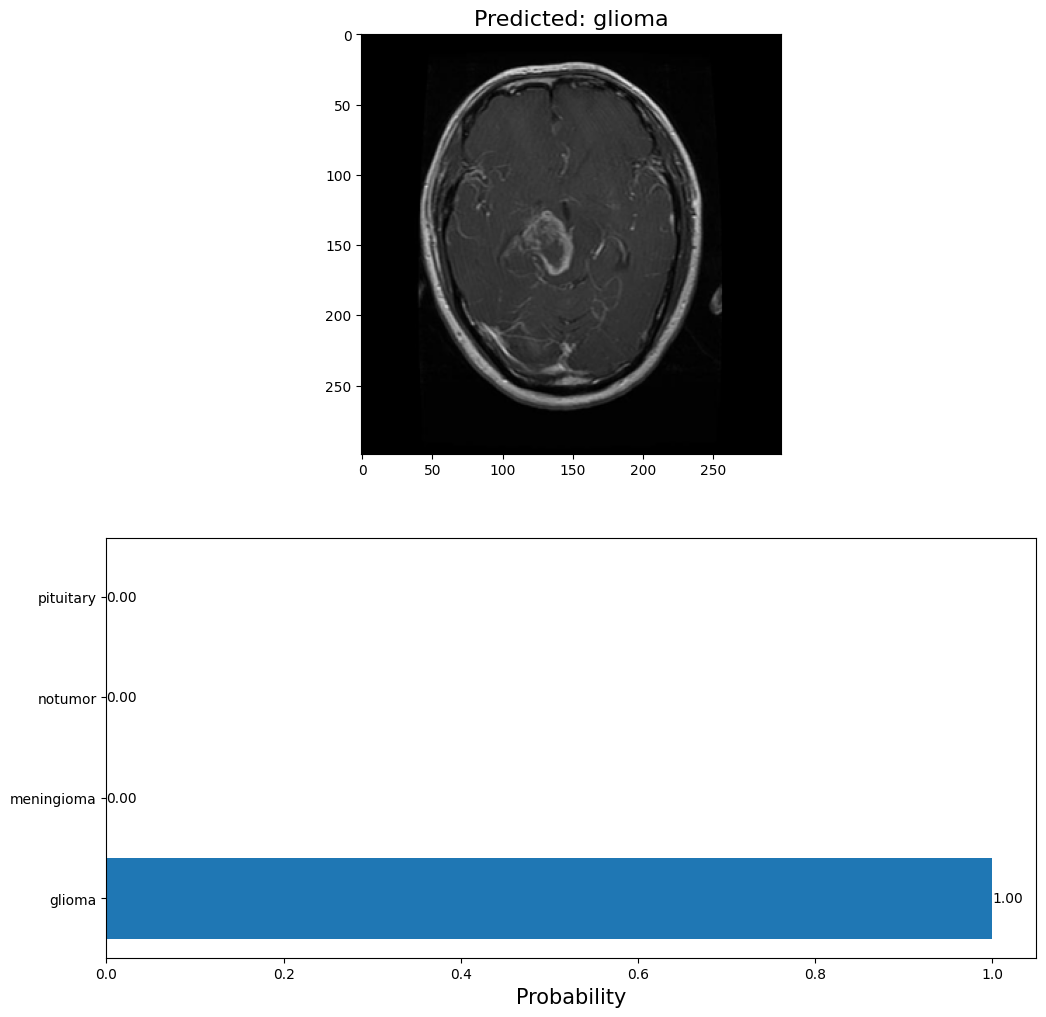 Predicted: glioma
0
50
100
150
200
250
0 50 100 150 200 250
pituitary 0.00
notumor 0.00
meningioma 0.00
glioma 1.00
0.0 0.2 0.4 0.6 0.8 1.0
Probability